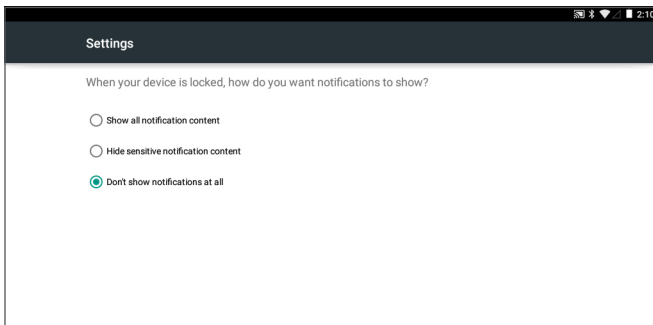 2:10
Settings
When your device is locked, how do you want notifications to show?
Show all notification content
Hide sensitive notification content
Don't show notifications at all